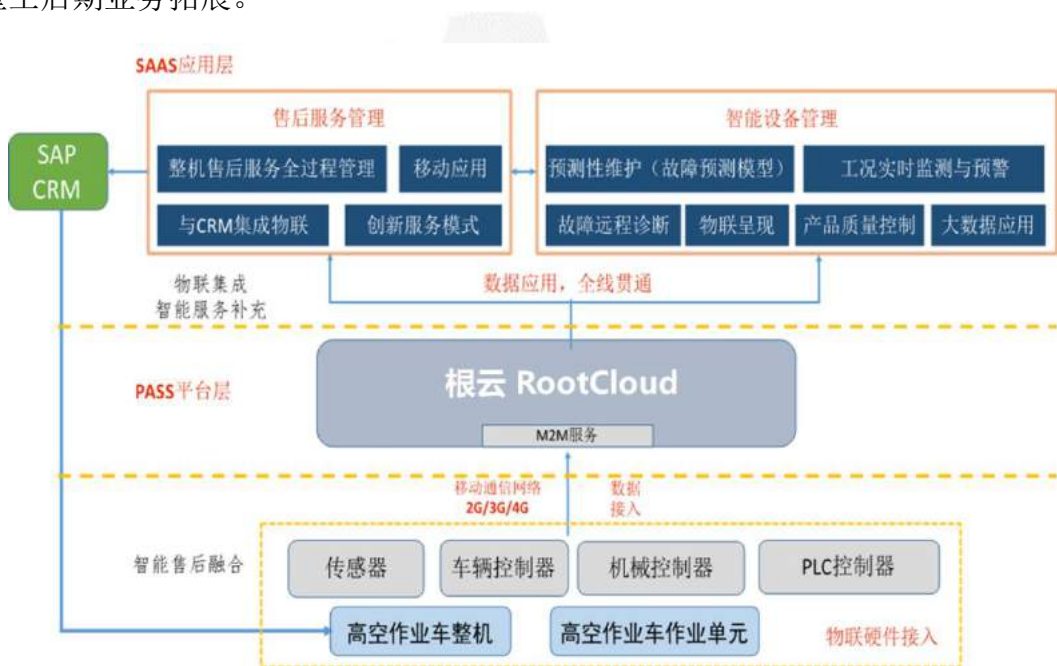 后期业务拓展。
SAAS应用层
售后服务管理
智能设备管理
SAP
CRM
整机售后服务全过程管理
移动应用
预测性维护（故障预测模型）
工况实时监测与预警
与CRM集成物联
创新服务模式
故障远程诊断
物联呈现
产品质量控制
大数据应用
物联集成
智能服务补充
数据应用，全线贯通
PASS平台层
根云 RootCloud
M2M服务
移动通信网络
2G/3G/4G
数据
接入
智能售后融合
传感器
车辆控制器
机械控制器
PLC控制器
高空作业车整机
高空作业车作业单元
物联硬件接入